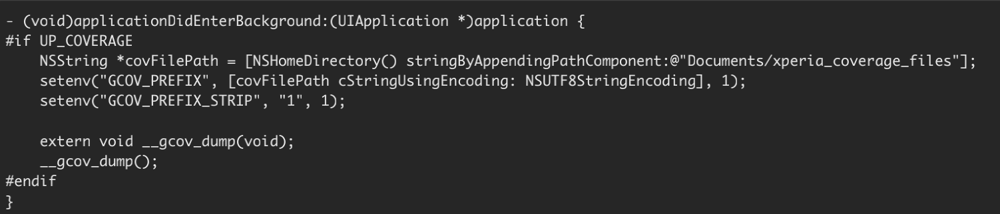 - (void)applicationDidEnterBackground:(UIApplication *)application {
#if UP_COVERAGE
    NSString *covFilePath = [NSHomeDirectory() stringByAppendingPathComponent:@"Documents/xperia_coverage_files"];
    setenv("GCOV_PREFIX", [covFilePath cStringUsingEncoding: NSUTF8StringEncoding], 1);
    setenv("GCOV_PREFIX_STRIP", "1", 1);

    extern void __gcov_dump(void);
    __gcov_dump();
#endif
}